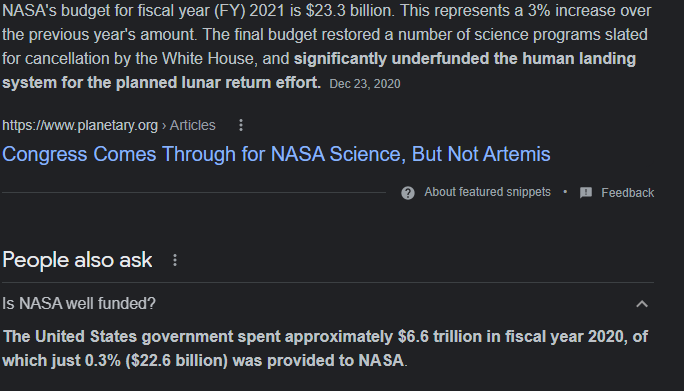 NASA's budget for fiscal year (FY) 2021 is $23.3 billion. This represents a 3% increase over
the previous year's amount. The final budget restored a number of science programs slated
for cancellation by the White House, and significantly underfunded the human landing
system for the planned lunar return effort. Dec 23, 2020
https://www.planetary.org › Articles
Congress Comes Through for NASA Science, But Not Artemis
About featured snippets • Feedback
People also ask
Is NASA well funded?
The United States government spent approximately $6.6 trillion in fiscal year 2020, of
which just 0.3% ($22.6 billion) was provided to NASA.